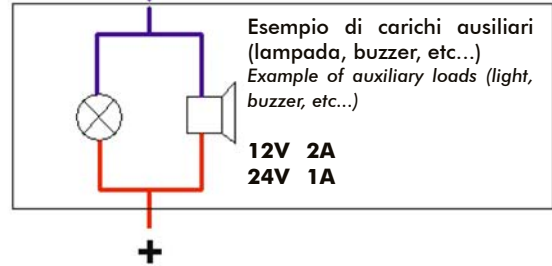 Esempio di carichi ausiliari
(lampada, buzzer, etc...)
Example of auxiliary loads (light,
buzzer, etc...)
12V 2A
24V 1A
+